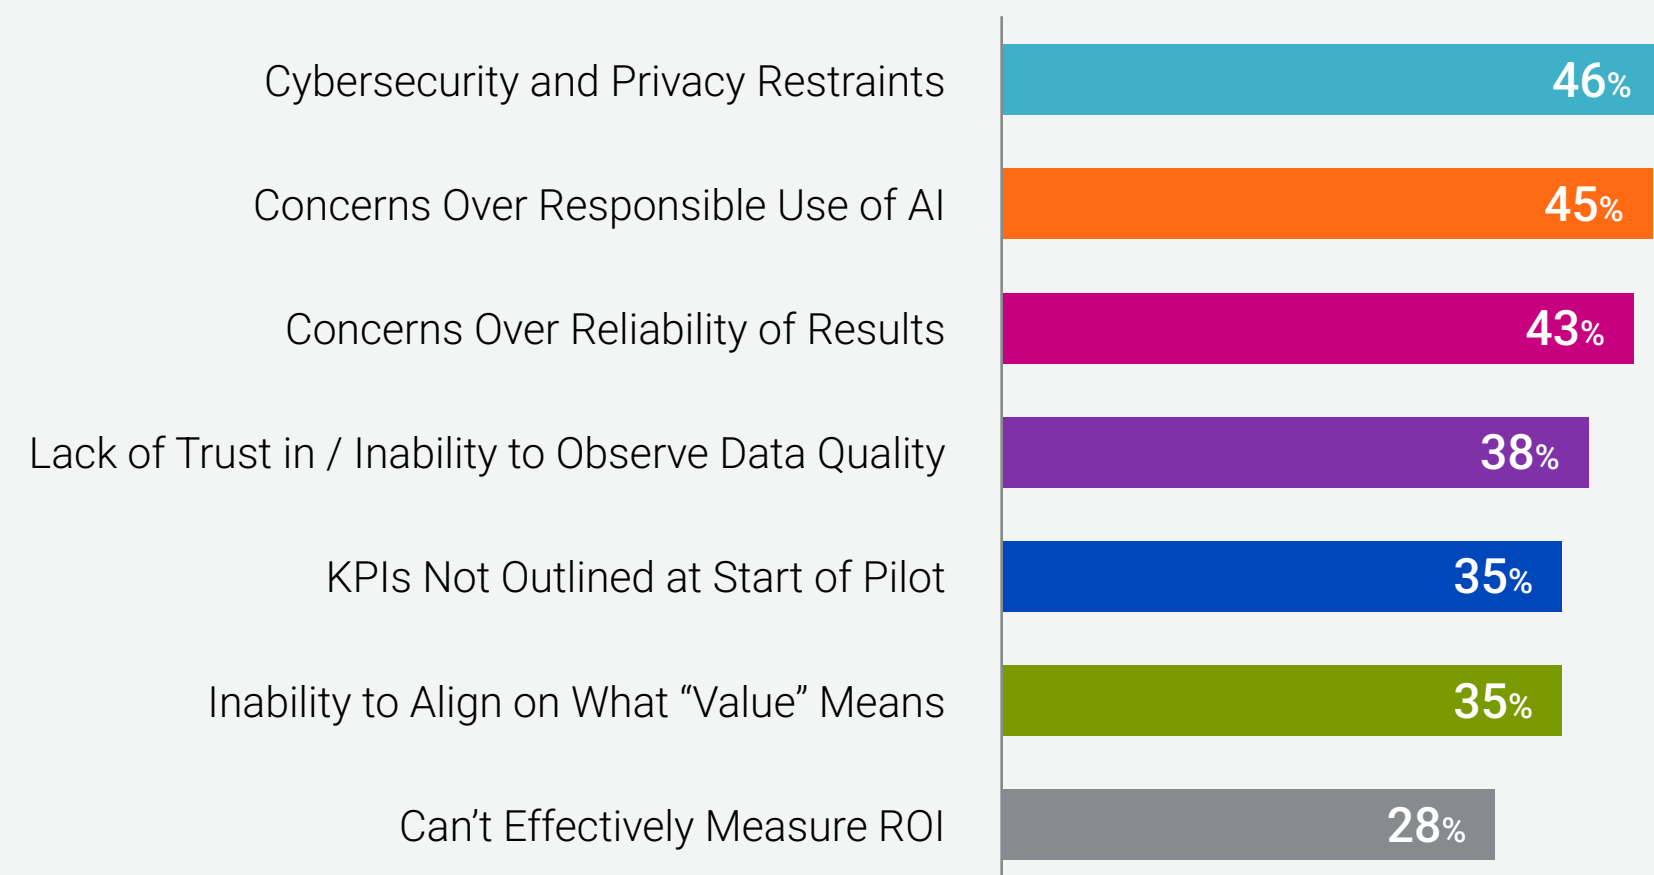 Cybersecurity and Privacy Restraints 46%
Concerns Over Responsible Use of AI 45%
Concerns Over Reliability of Results 43%
Lack of Trust in / Inability to Observe Data Quality 38%
KPIs Not Outlined at Start of Pilot 35%
Inability to Align on What “Value” Means 35%
Can’t Effectively Measure ROI 28%